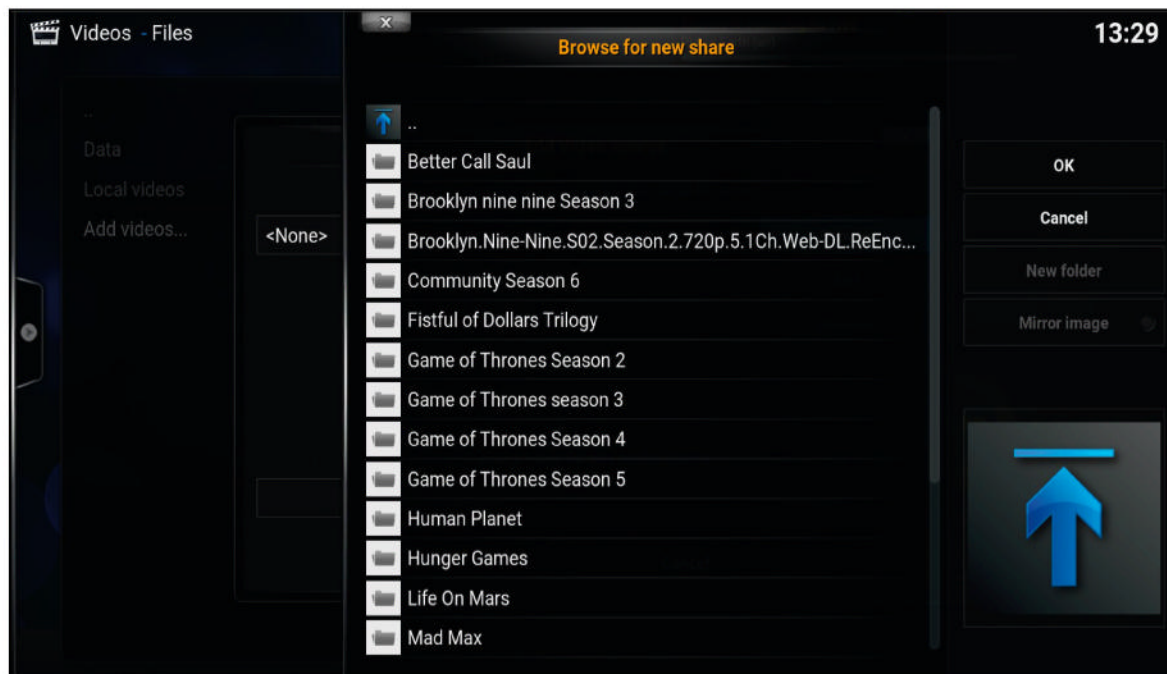 Videos - Files
X
Browse for new share
13:29
..
Data
Local videos
Add videos...
<None>
..
Better Call Saul
Brooklyn nine nine Season 3
Brooklyn.Nine-Nine.S02.Season.2.720p.5.1Ch.Web-DL.ReEnc...
Community Season 6
Fistful of Dollars Trilogy
Game of Thrones Season 2
Game of Thrones season 3
Game of Thrones Season 4
Game of Thrones Season 5
Human Planet
Hunger Games
Life On Mars
Mad Max
OK
Cancel
New folder
Mirror image